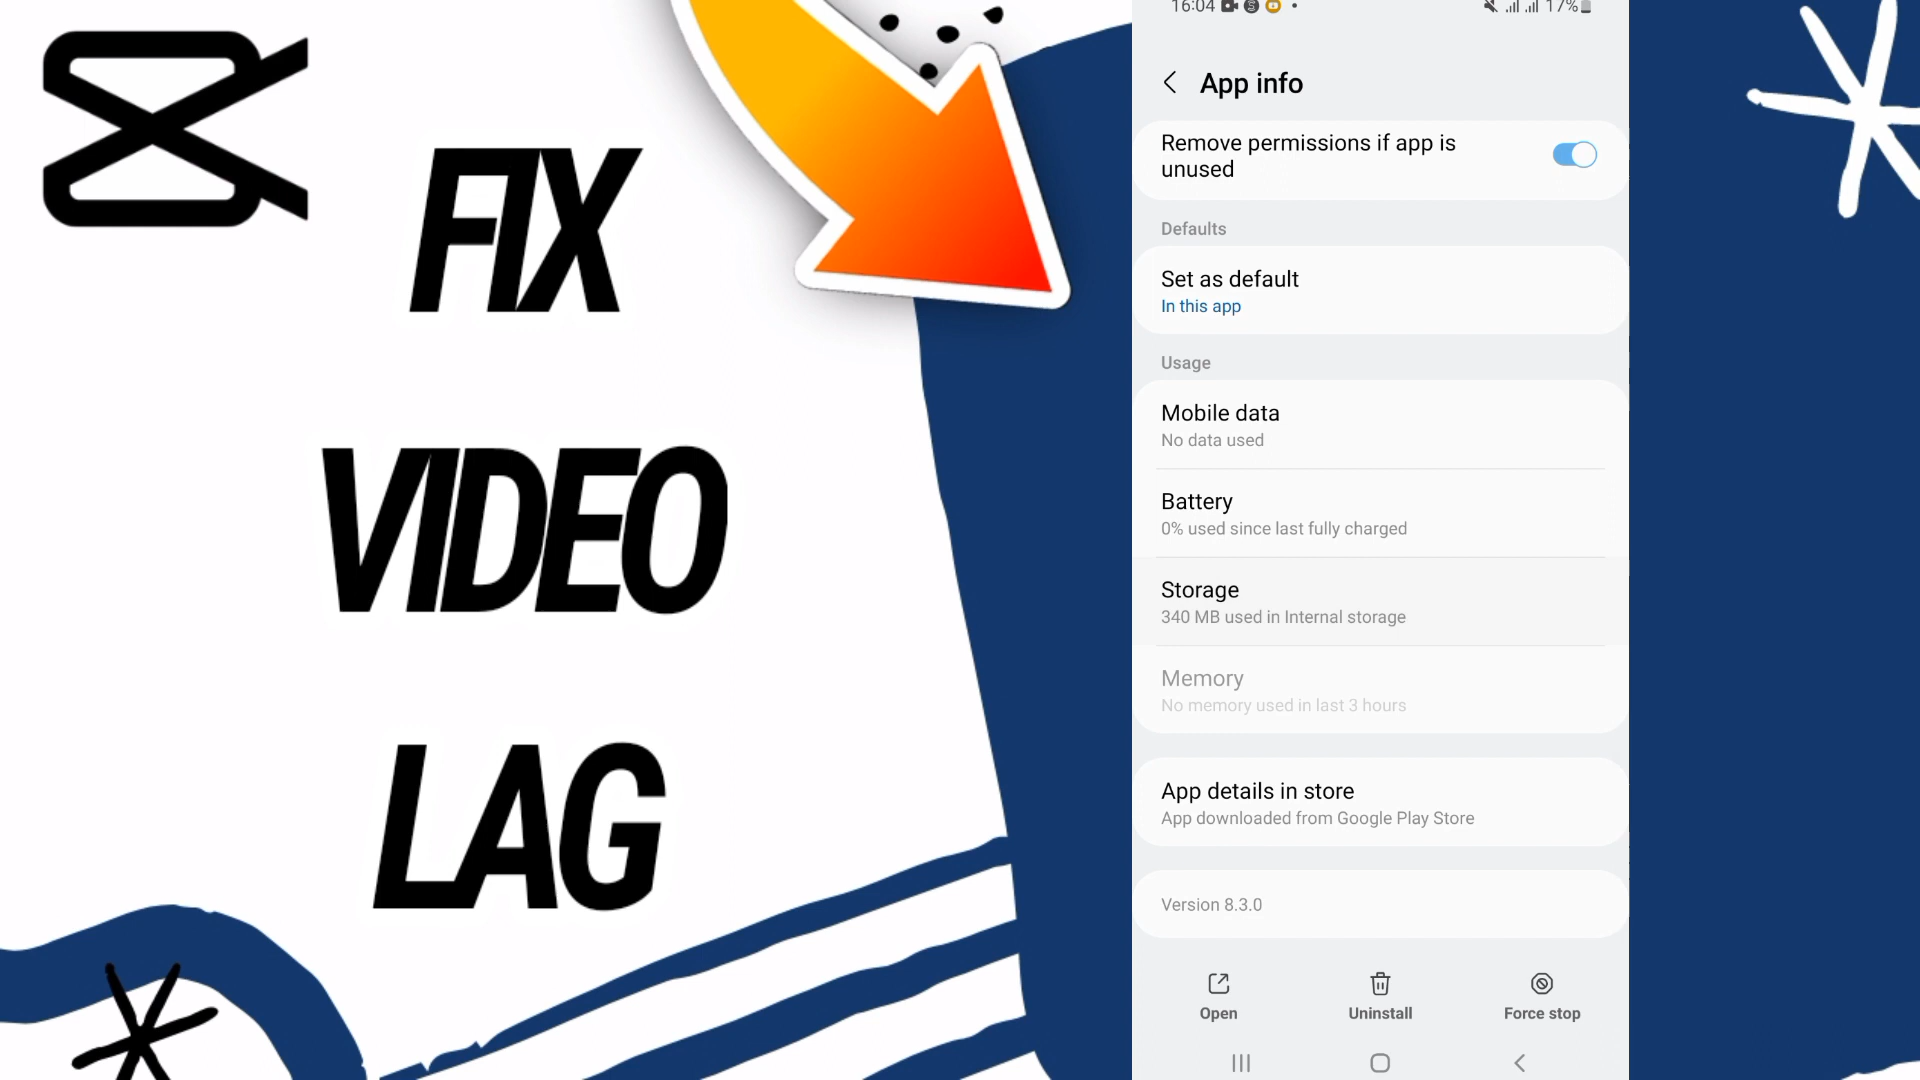 FIX
VIDEO
LAG
16:04
17%
App info
Remove permissions if app is
unused
Defaults
Set as default
In this app
Usage
Mobile data
No data used
Battery
0% used since last fully charged
Storage
340 MB used in Internal storage
Memory
No memory used in last 3 hours
App details in store
App downloaded from Google Play Store
Version 8.3.0
Open
Uninstall
Force stop